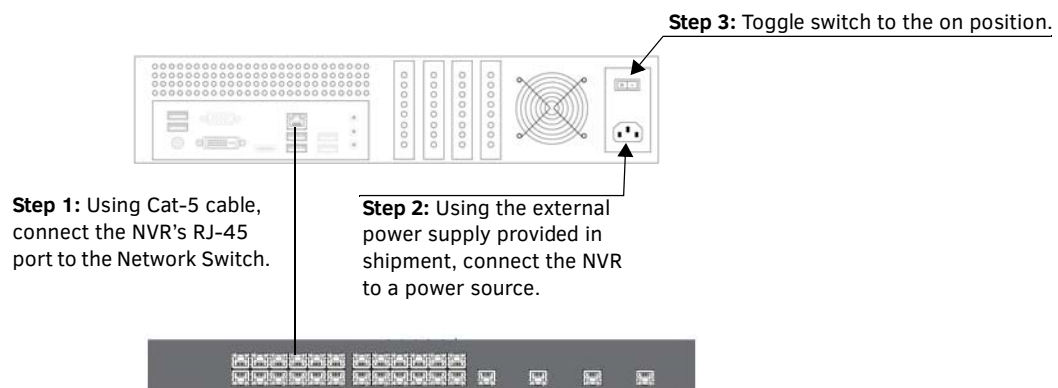 Step 3: Toggle switch to the on position.
Step 1: Using Cat-5 cable,
connect the NVR’s RJ-45
port to the Network Switch.
Step 2: Using the external
power supply provided in
shipment, connect the NVR
to a power source.